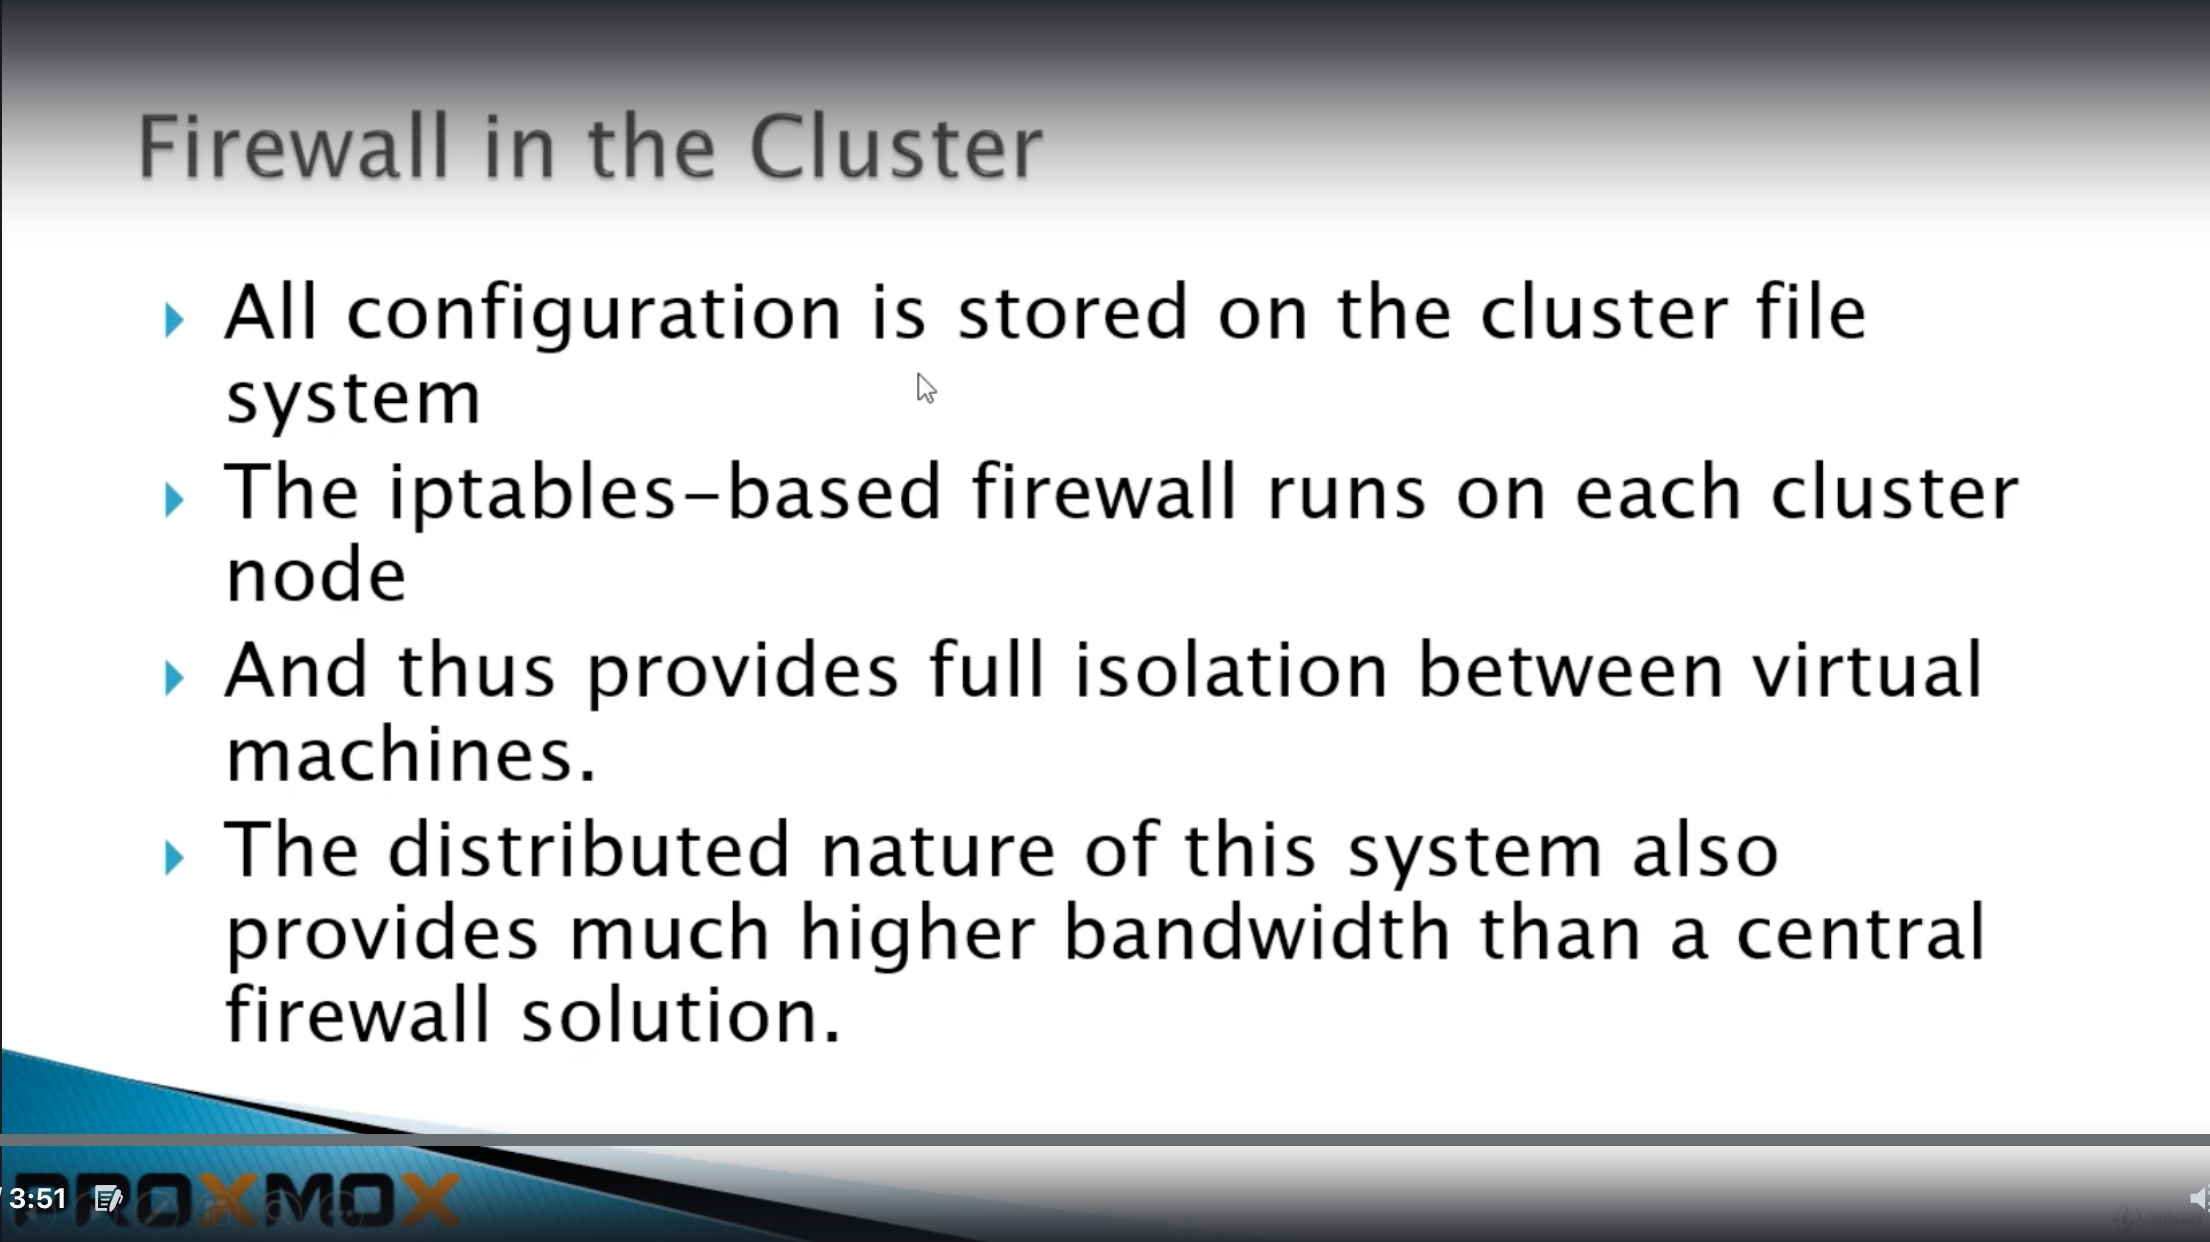 Firewall in the Cluster
All configuration is stored on the cluster file
system
The iptables-based firewall runs on each cluster
node
And thus provides full isolation between virtual
machines.
The distributed nature of this system also
provides much higher bandwidth than a central
firewall solution.
PROXMOX
/ 3:51